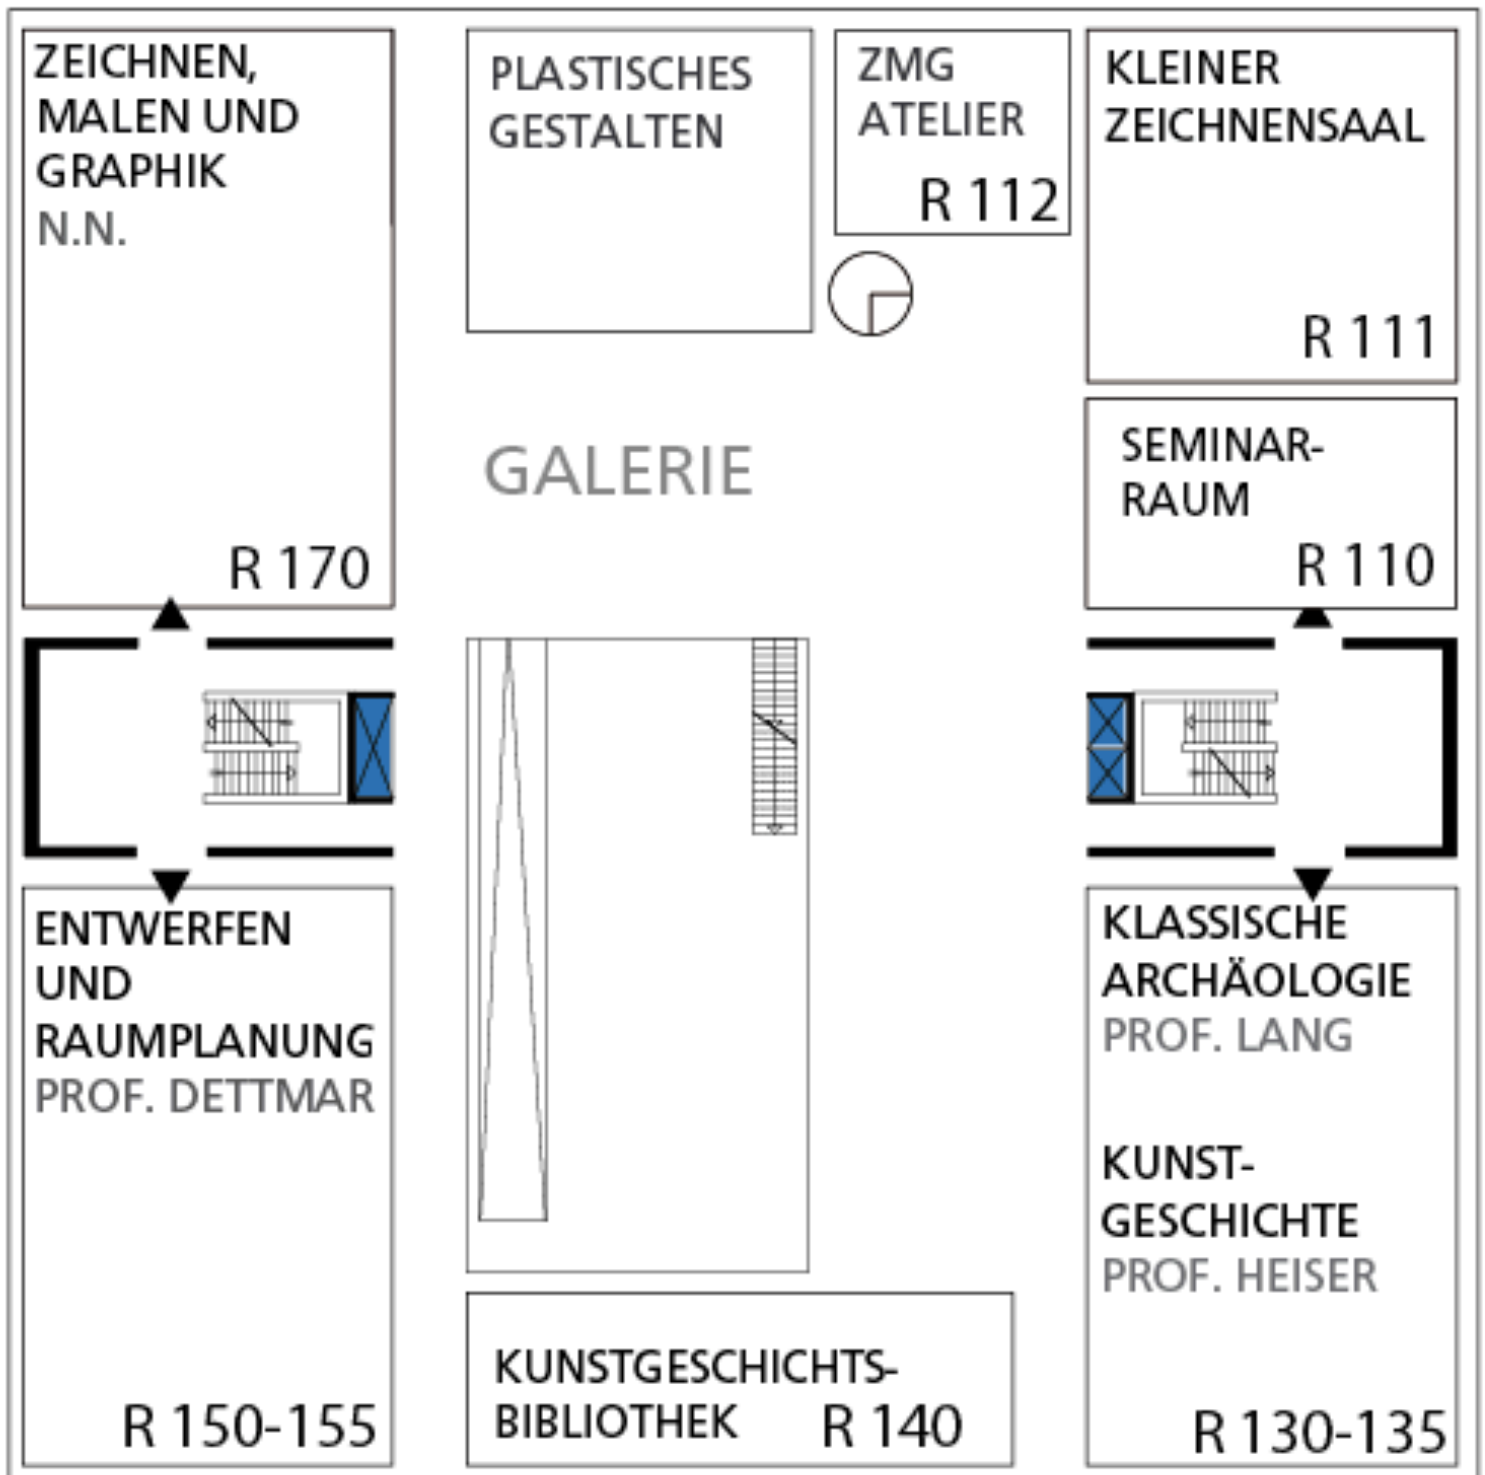 ZEICHNEN,
MALEN UND
GRAPHIK
N.N.
R 170
PLASTISCHES
GESTALTEN
ZMG
ATELIER
R 112
KLEINER
ZEICHNENSAAL
R 111
GALERIE
SEMINAR-
RAUM
R 110
ENTWERFEN
UND
RAUMPLANUNG
PROF. DETTMAR
R 150-155
KUNSTGESCHICHTS-
BIBLIOTHEK R 140
KLASSISCHE
ARCHÄOLOGIE
PROF. LANG
KUNST-
GESCHICHTE
PROF. HEISER
R 130-135